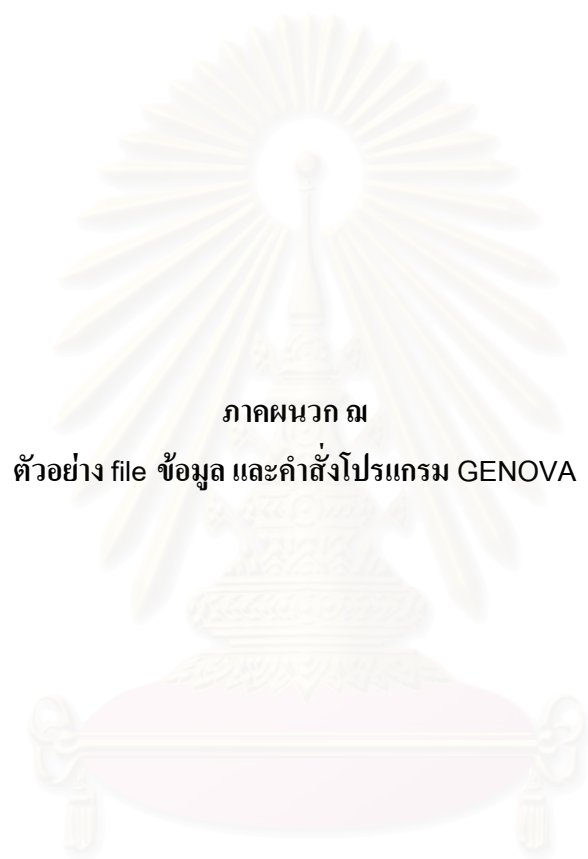 ภาคผนวก ฌ
ตัวอย่าง file ข้อมูล และคำสั่งโปรแกรม GENOVA